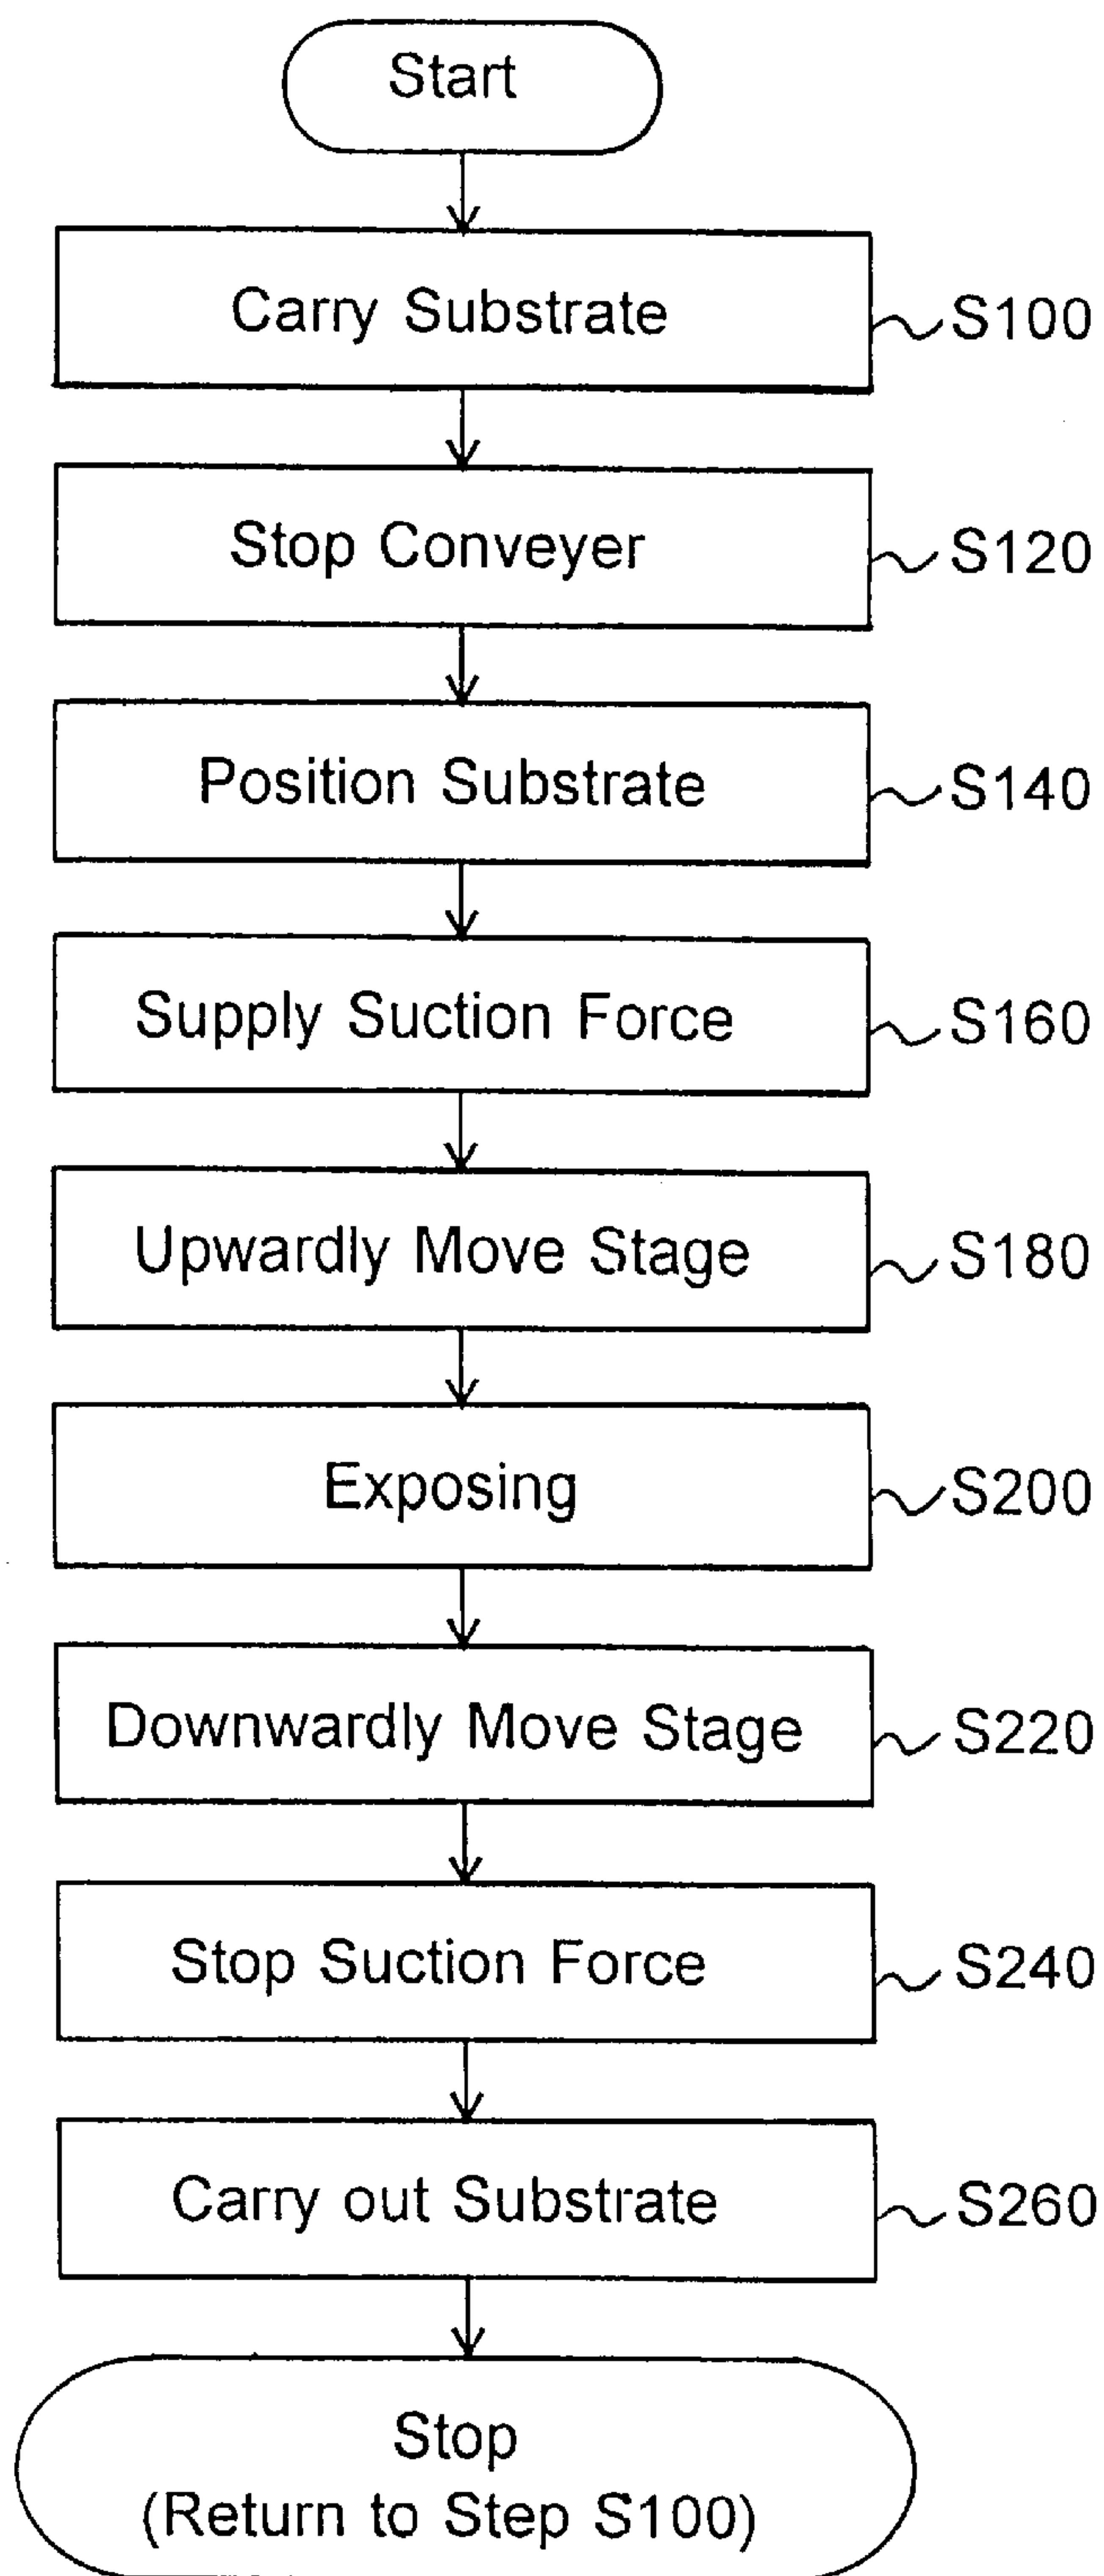 Start
Carry Substrate
S100
Stop Conveyer
S120
Position Substrate
S140
Supply Suction Force
S160
Upwardly Move Stage
S180
Exposing
S200
Downwardly Move Stage
S220
Stop Suction Force
S240
Carry out Substrate
S260
Stop
(Return to Step S100)